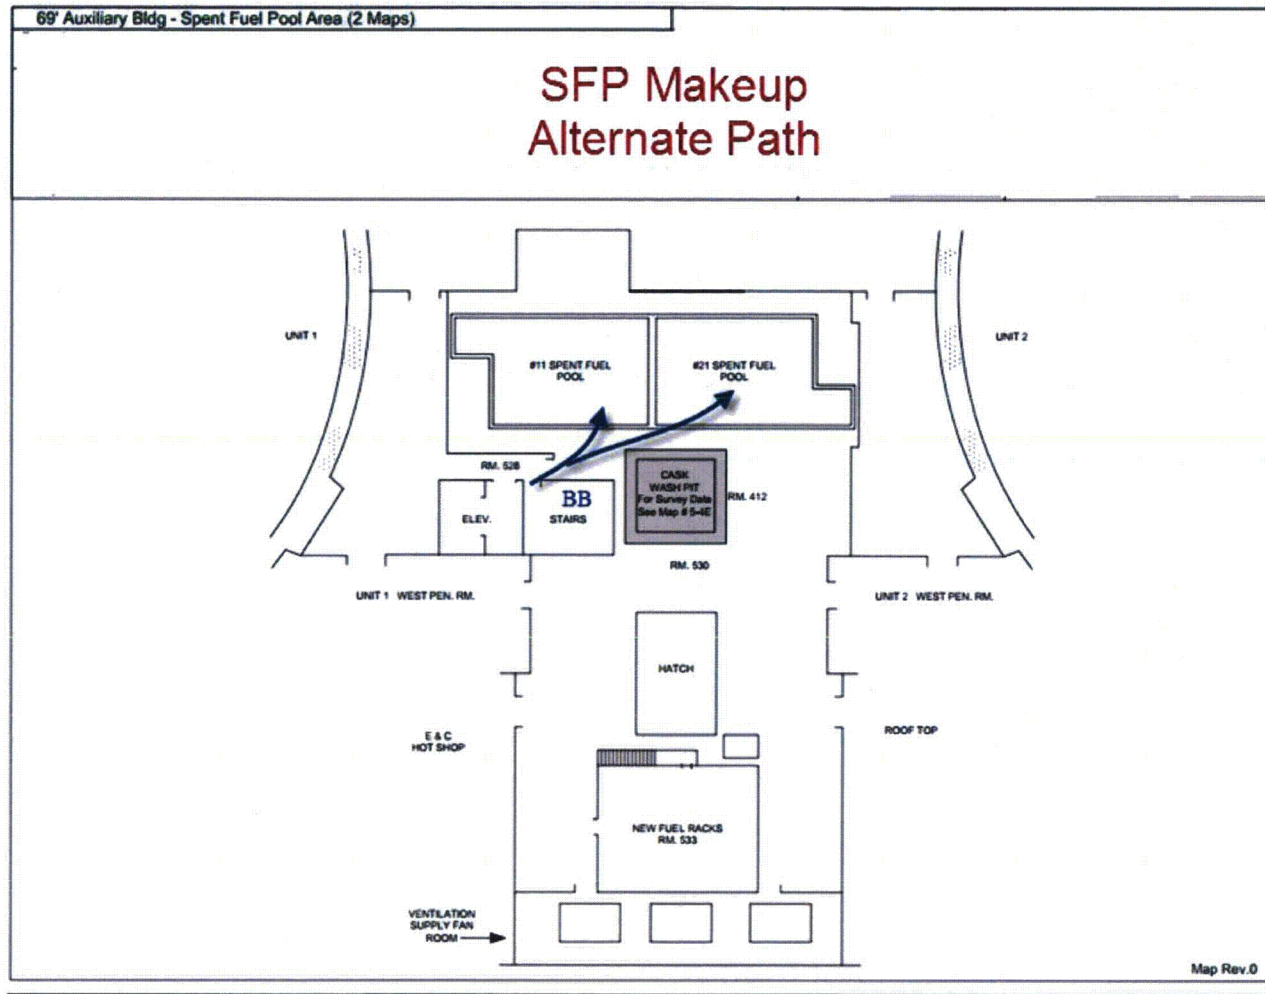 69' Auxiliary Bldg - Spent Fuel Pool Area (2 Maps)
SFP Makeup
Alternate Path
UNIT 1
UNIT 2
#11 SPENT FUEL
POOL
#21 SPENT FUEL
POOL
RM. 528
BB
ELEV.
STAIRS
CASK
WASH PIT
For Survey Data
See Map # 5-4E
RM. 412
RM. 530
UNIT 1 WEST PEN. RM.
UNIT 2 WEST PEN. RM.
HATCH
E & C
HOT SHOP
ROOF TOP
NEW FUEL RACKS
RM. 533
VENTILATION
SUPPLY FAN
ROOM
Map Rev.0